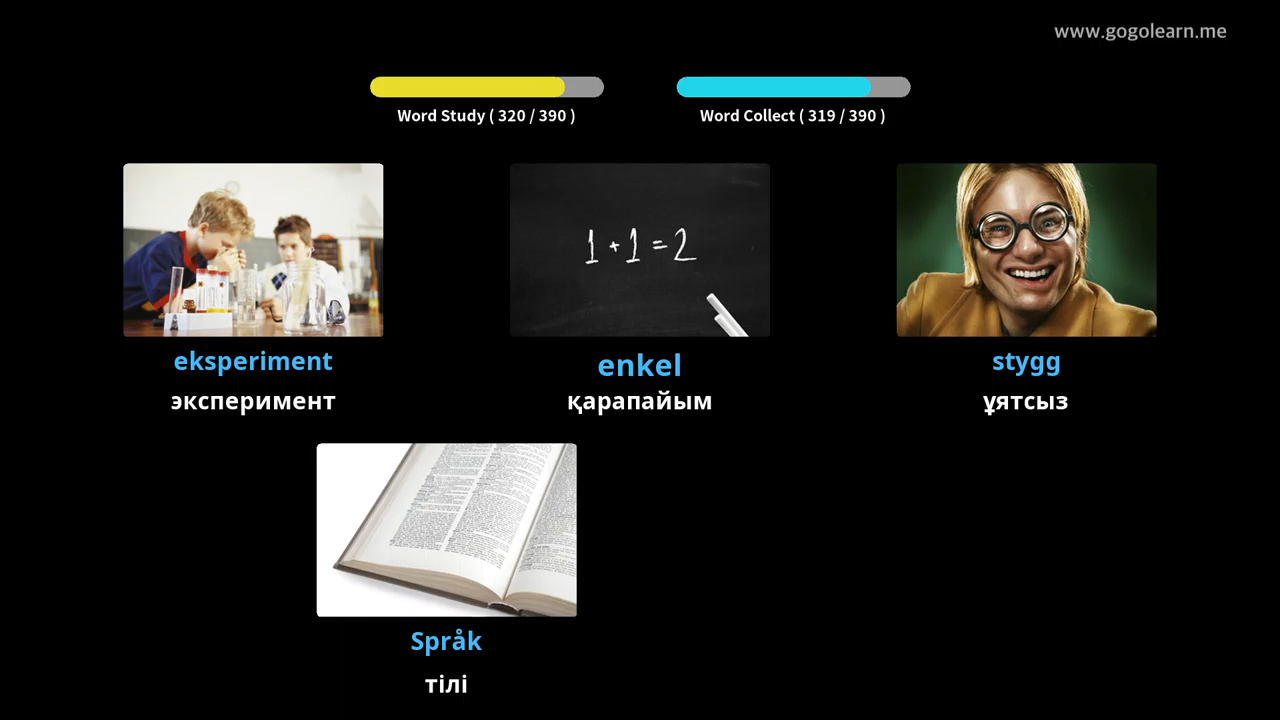 www.gogolearn.me
Word Study ( 320 / 390 )
Word Collect ( 319 / 390 )
1 + 1 = 2
eksperiment
эксперимент
enkel
қарапайым
stygg
ұятсыз
Språk
тілі